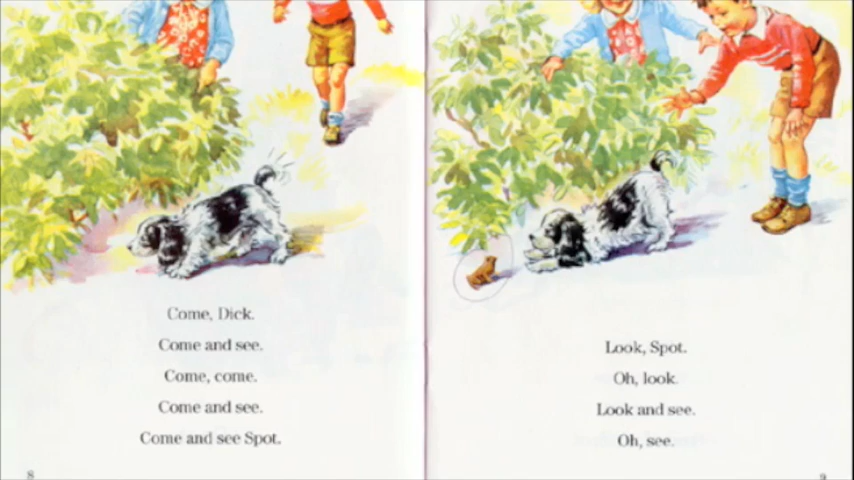 Come, Dick.
Come and see.
Come, come.
Come and see.
Come and see Spot.
8
Look, Spot.
Oh, look.
Look and see.
Oh, see.
9